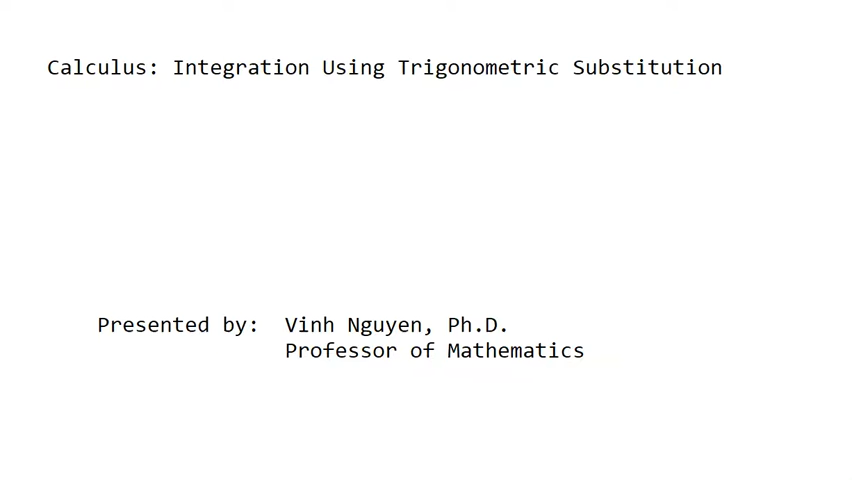 Calculus: Integration Using Trigonometric Substitution
Presented by: Vinh Nguyen, Ph.D.
Professor of Mathematics